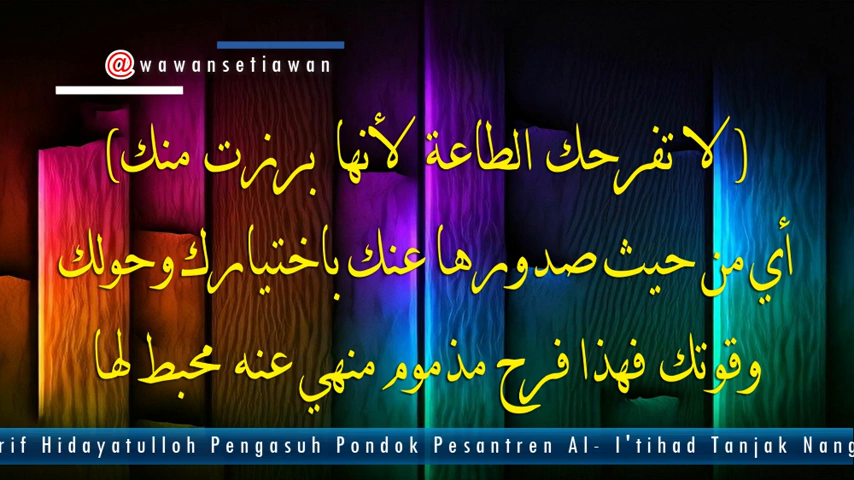 @wawansetiawan
( لا تفرحك الطاعة لأنها برزت منك)
أي من حيث صدورها عنك باختيارك وحولك
وقوتك فهذا فرح مذموم منهي عنه محبط لها
rif Hidayatulloh Pengasuh Pondok Pesantren Al- I'tihad Tanjak Nang